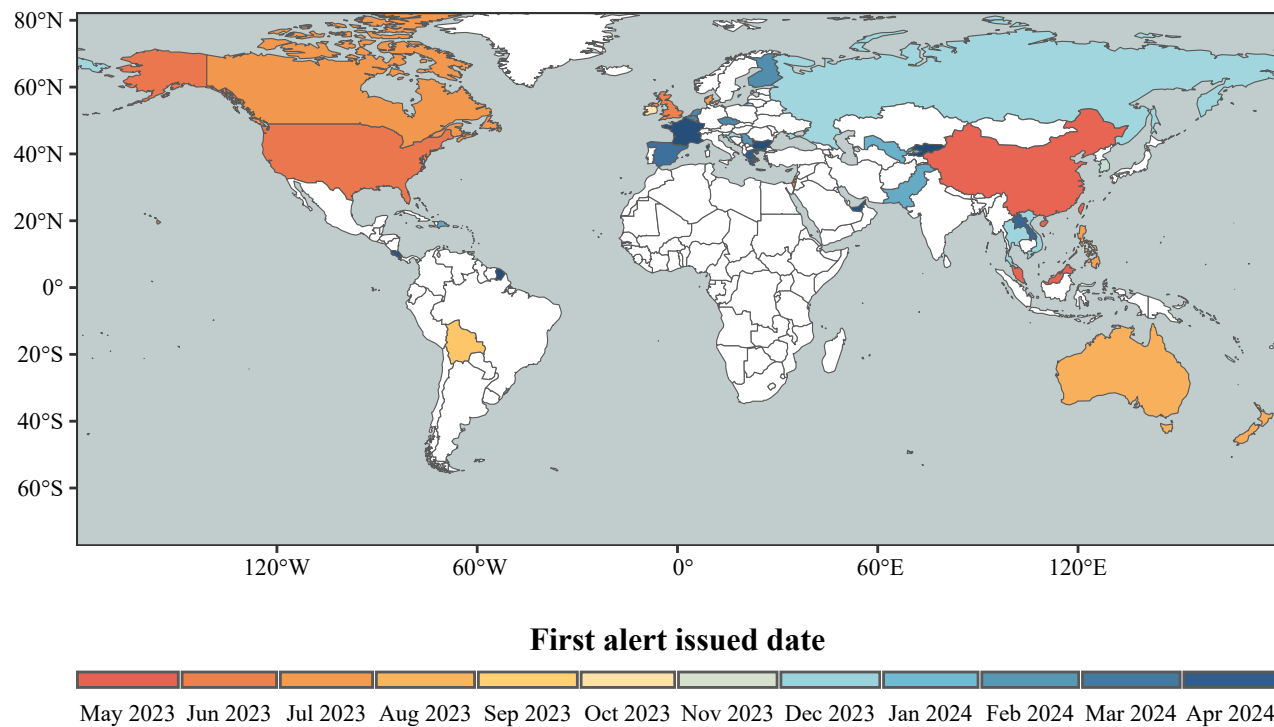 80°N
60°N
40°N
20°N
0°
20°S
40°S
60°S
120°W 60°W 0° 60°E 120°E
First alert issued date
May 2023 Jun 2023 Jul 2023 Aug 2023 Sep 2023 Oct 2023 Nov 2023 Dec 2023 Jan 2024 Feb 2024 Mar 2024 Apr 2024